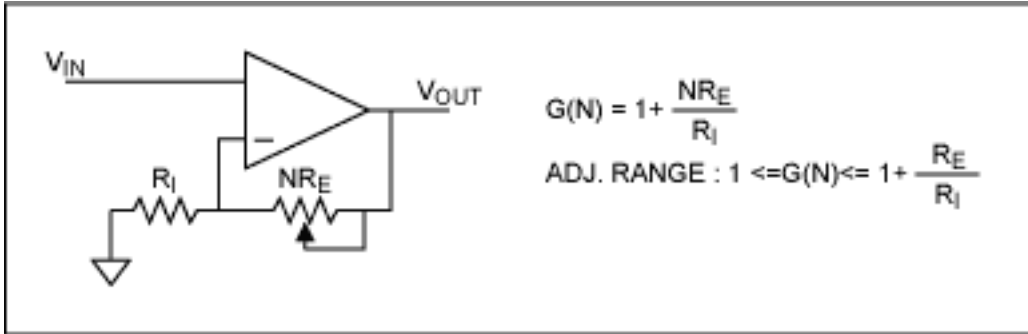 V_IN
V_OUT
−
R_I
NR_E
G(N) = 1+ NR_E / R_I
ADJ. RANGE : 1 <=G(N)<= 1+ R_E / R_I